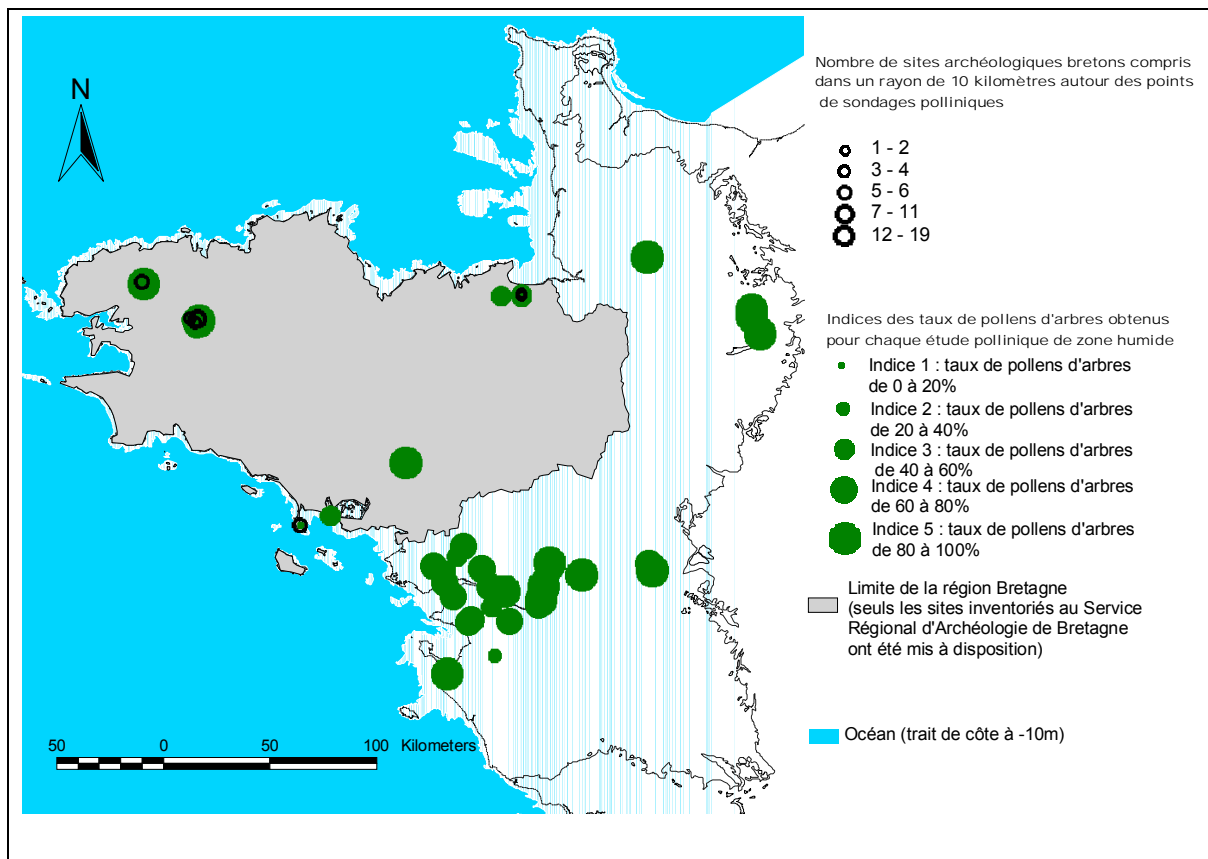 N
Nombre de sites archéologiques bretons compris
dans un rayon de 10 kilomètres autour des points
de sondages polliniques
1 - 2
3 - 4
5 - 6
7 - 11
12 - 19
Indices des taux de pollens d'arbres obtenus
pour chaque étude pollinique de zone humide
Indice 1 : taux de pollens d'arbres
de 0 à 20%
Indice 2 : taux de pollens d'arbres
de 20 à 40%
Indice 3 : taux de pollens d'arbres
de 40 à 60%
Indice 4 : taux de pollens d'arbres
de 60 à 80%
Indice 5 : taux de pollens d'arbres
de 80 à 100%
Limite de la région Bretagne
(seuls les sites inventoriés au Service
Régional d'Archéologie de Bretagne
ont été mis à disposition)
Océan (trait de côte à -10m)
50 0 50 100 Kilometers